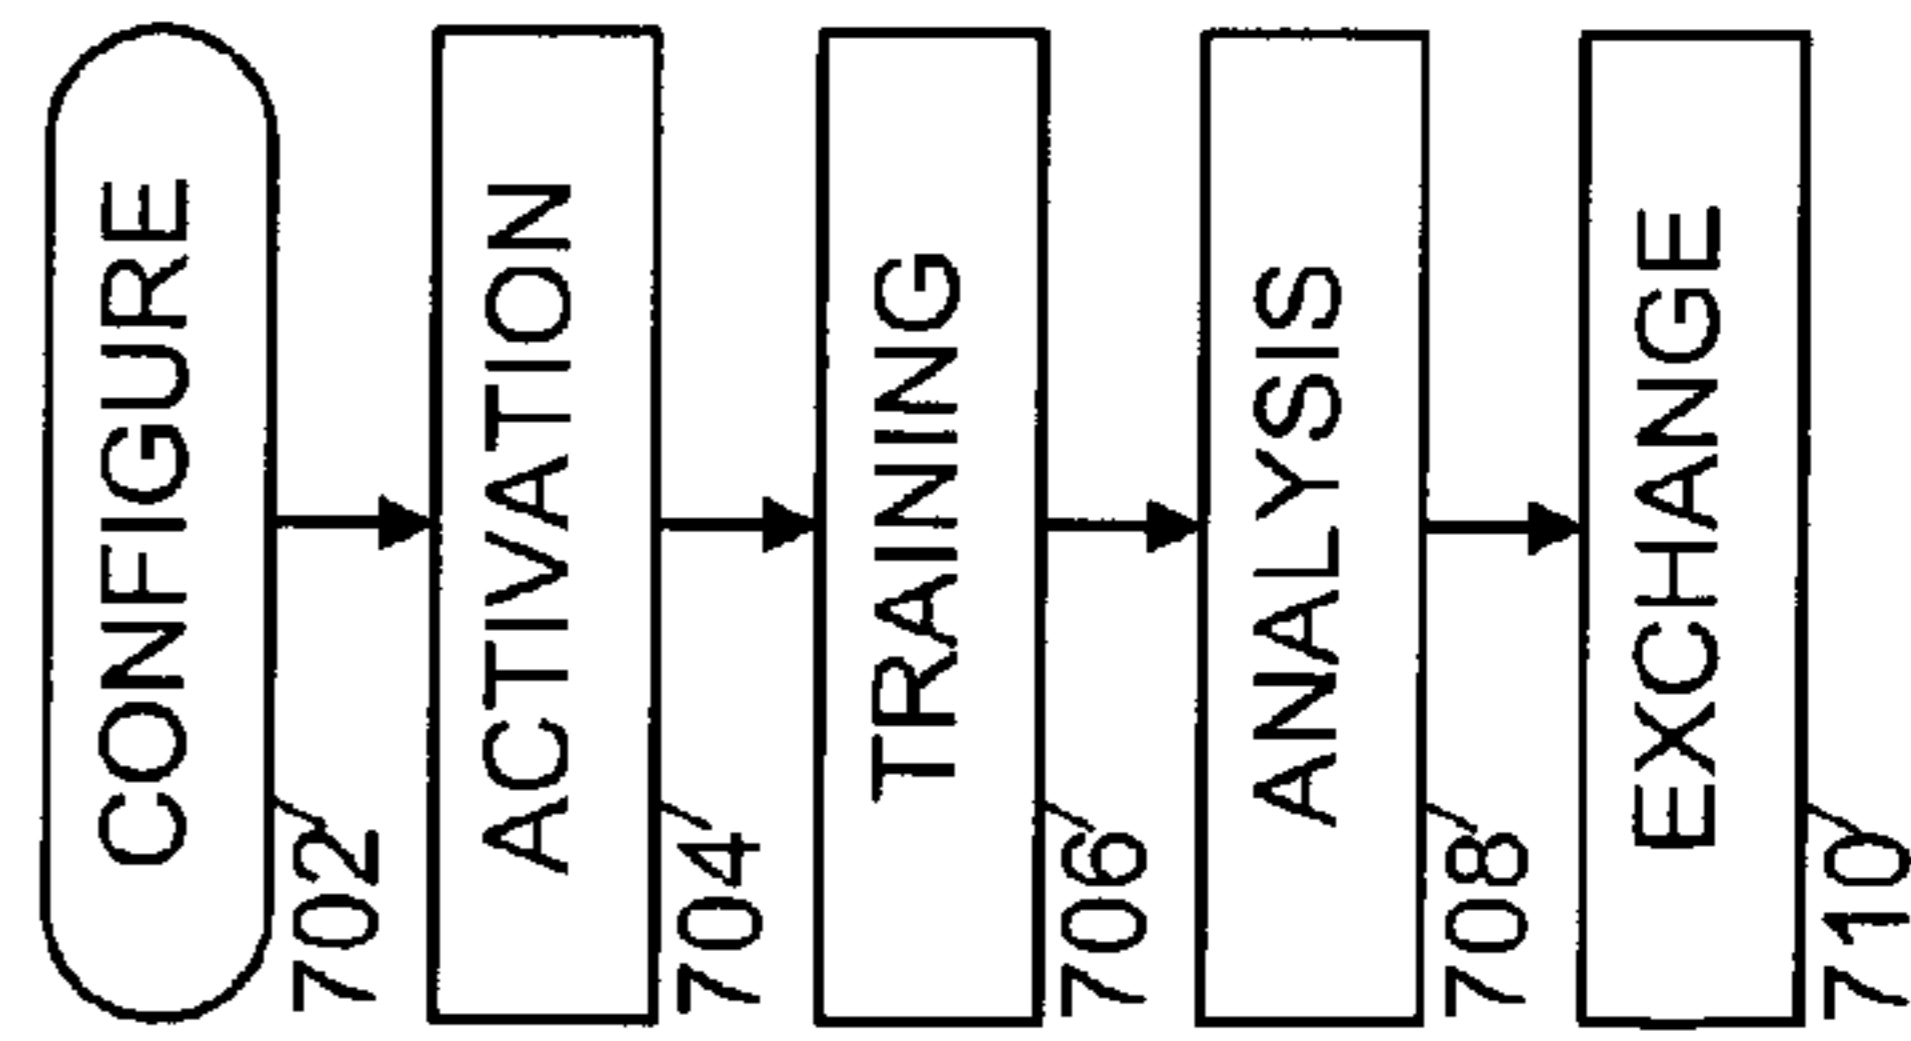 CONFIGURE
702
ACTIVATION
704
TRAINING
706
ANALYSIS
708
EXCHANGE
710